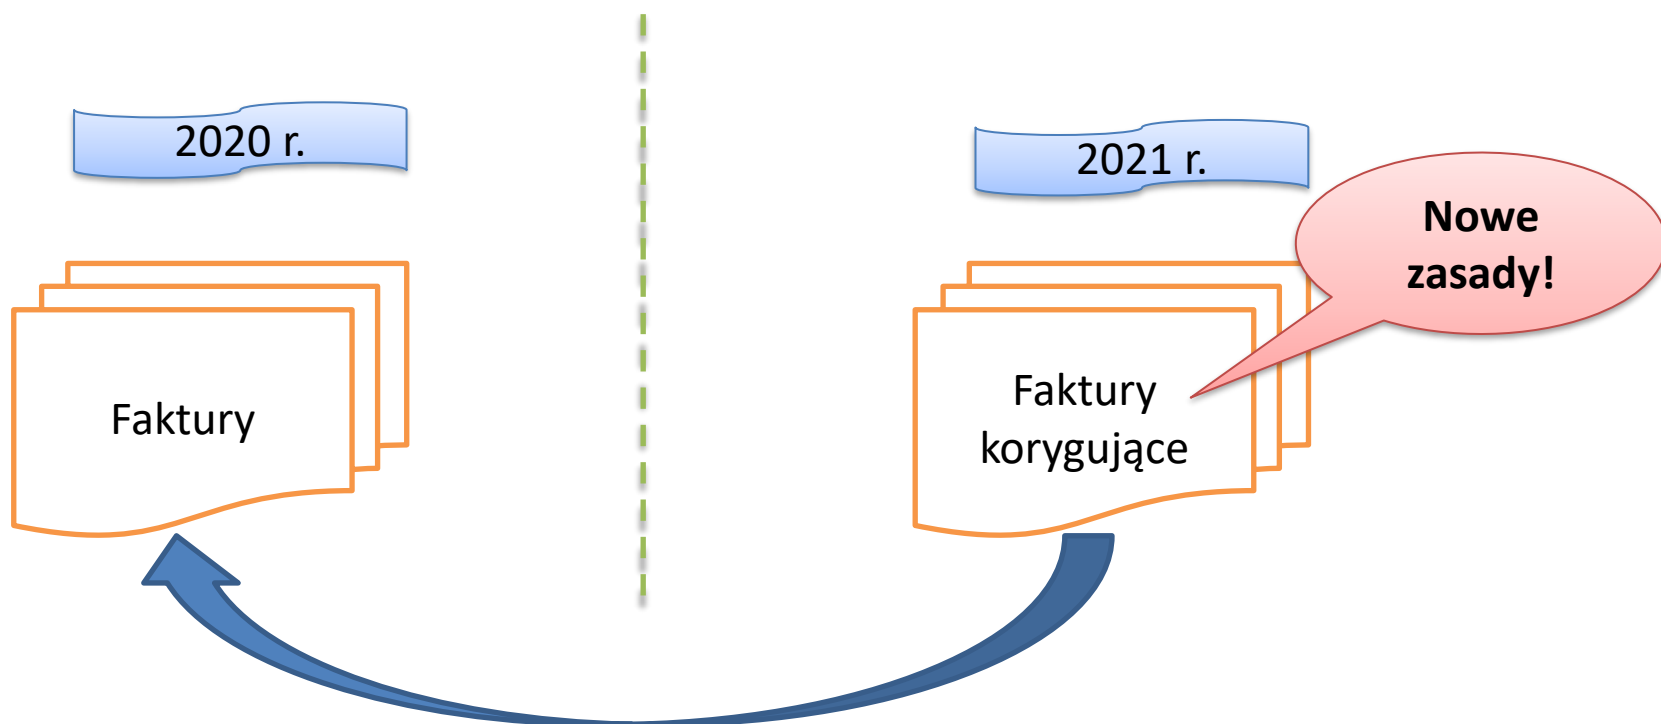 2020 r.
2021 r.
Nowe
zasady!
Faktury
Faktury
korygujące